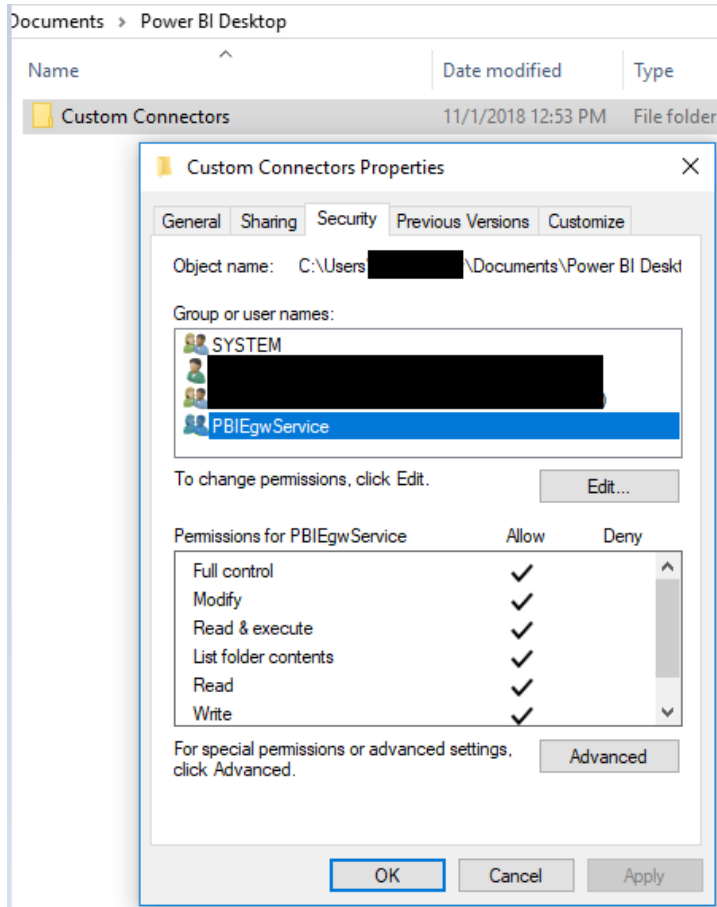 Documents > Power BI Desktop
Name Date modified Type
Custom Connectors 11/1/2018 12:53 PM File folder
Custom Connectors Properties
General Sharing Security Previous Versions Customize
Object name: C:\Users\ \Documents\Power BI Deskt
Group or user names:
SYSTEM
PBIEgwService
To change permissions, click Edit.
Edit...
Permissions for PBIEgwService Allow Deny
Full control
Modify
Read & execute
List folder contents
Read
Write
For special permissions or advanced settings,
click Advanced.
Advanced
OK Cancel Apply